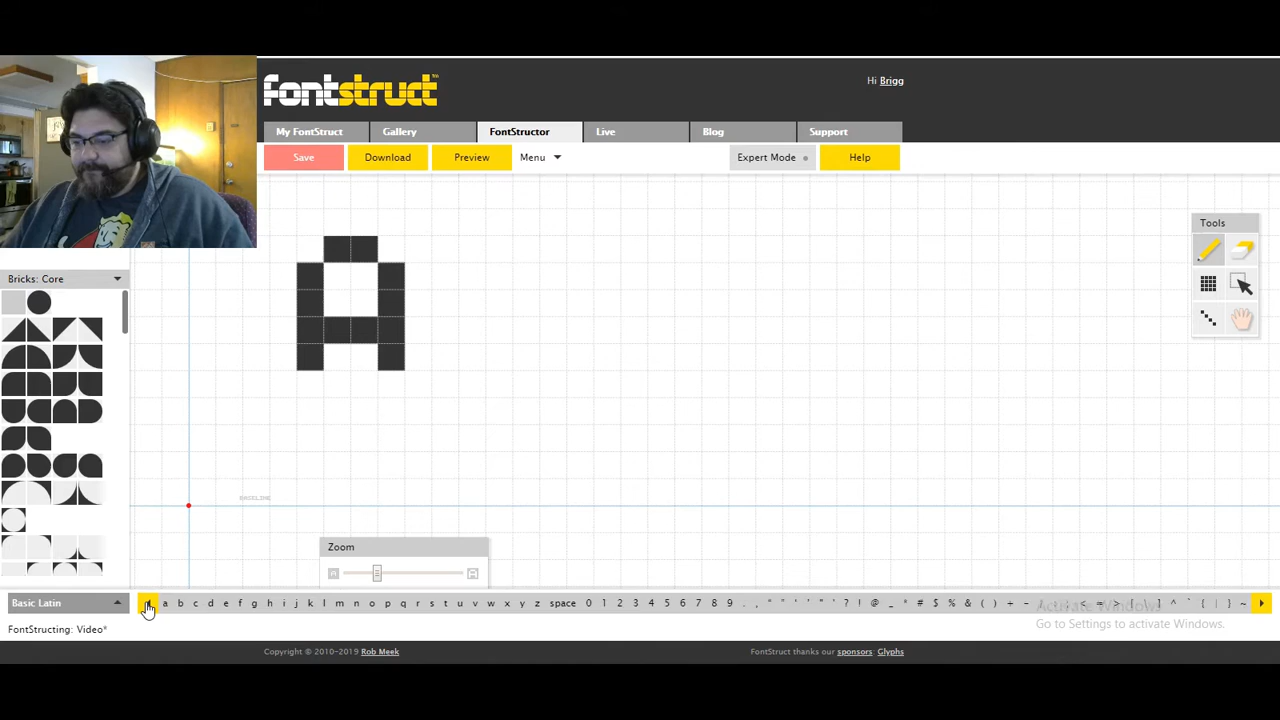 fontstruct™
Hi Brigg
My FontStruct Gallery FontStructor Live Blog Support
Save Download Preview Menu Expert Mode Help
Tools
Bricks: Core
A
BASELINE
Zoom
Basic Latin a b c d e f g h i j k l m n o p q r s t u v w x y z space 0 1 2 3 4 5 6 7 8 9 . , " " ' ' " ' ? ! @ _ * # $ % & ( ) + - / : ; < = > [ \ ] ^ ` { | } ~
Activate Windows
Go to Settings to activate Windows.
FontStructing: Video*
Copyright © 2010-2019 Rob Meek
FontStruct thanks our sponsors: Glyphs